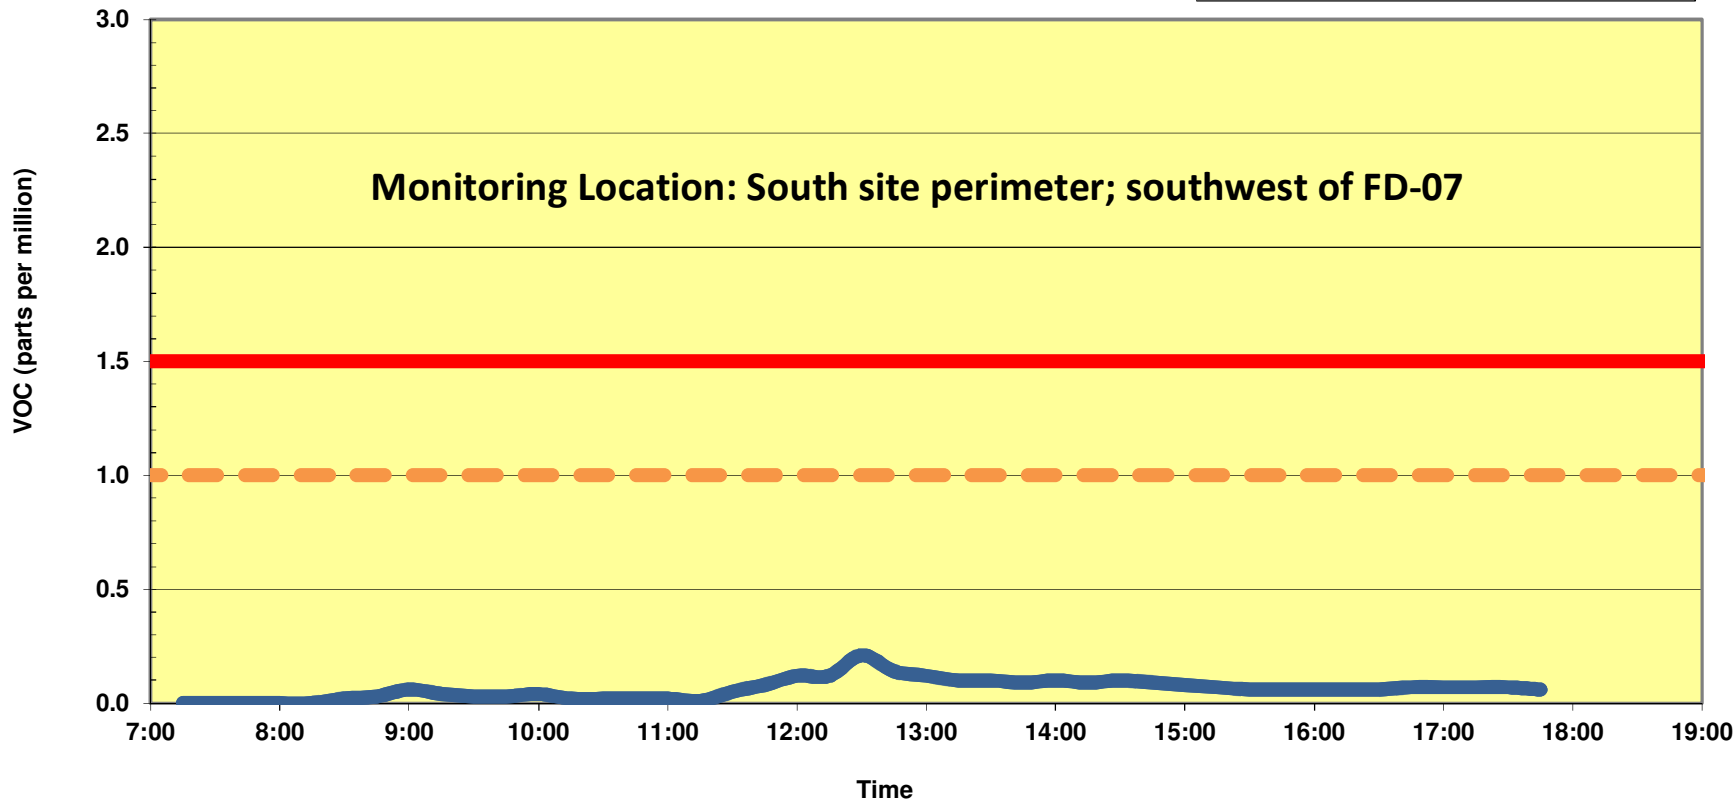 3.0
2.5
Monitoring Location: South site perimeter; southwest of FD-07
2.0
VOC (parts per million)
1.5
1.0
0.5
0.0
7:00 8:00 9:00 10:00 11:00 12:00 13:00 14:00 15:00 16:00 17:00 18:00 19:00
Time